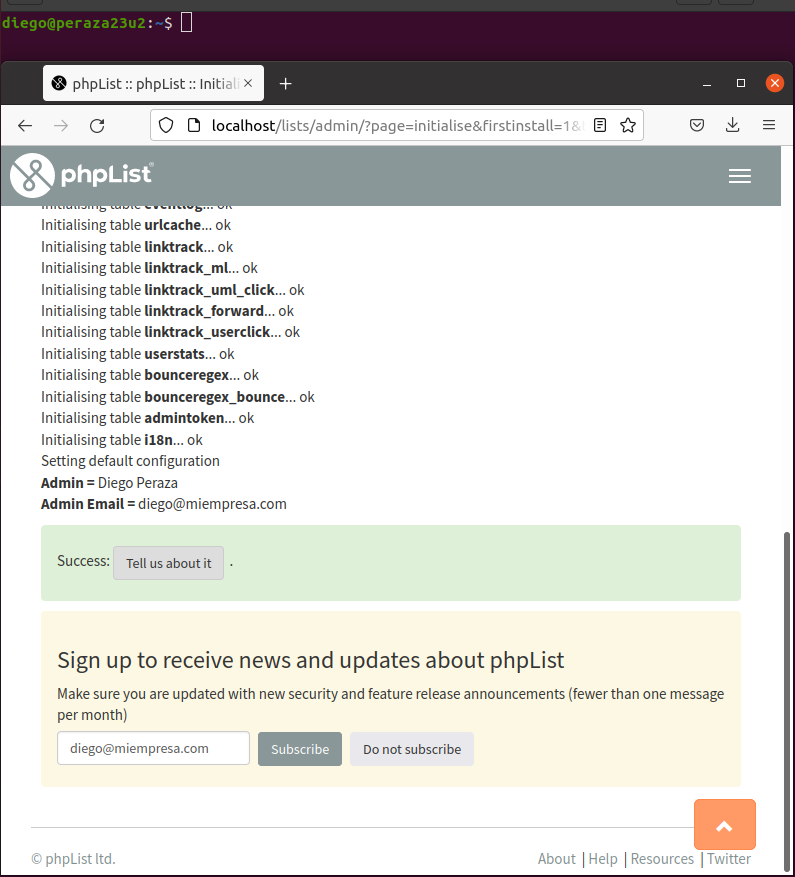 diego@peraza23u2:~$
phpList :: phpList :: Initiali
localhost/lists/admin/?page=initialise&firstinstall=1&
phpList
Initialising table eventlog... ok
Initialising table urlcache... ok
Initialising table linktrack... ok
Initialising table linktrack_ml... ok
Initialising table linktrack_uml_click... ok
Initialising table linktrack_forward... ok
Initialising table linktrack_userclick... ok
Initialising table userstats... ok
Initialising table bounceregex... ok
Initialising table bounceregex_bounce... ok
Initialising table admintoken... ok
Initialising table i18n... ok
Setting default configuration
Admin = Diego Peraza
Admin Email = diego@miempresa.com
Success: Tell us about it .
Sign up to receive news and updates about phpList
Make sure you are updated with new security and feature release announcements (fewer than one message
per month)
diego@miempresa.com Subscribe Do not subscribe
© phpList ltd. About | Help | Resources | Twitter